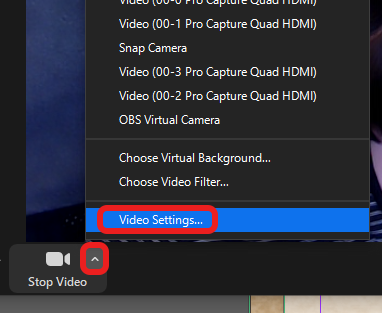 Video (00-0 Pro Capture Quad HDMI)
Video (00-1 Pro Capture Quad HDMI)
Snap Camera
Video (00-3 Pro Capture Quad HDMI)
Video (00-2 Pro Capture Quad HDMI)
OBS Virtual Camera
Choose Virtual Background...
Choose Video Filter...
Video Settings...
Stop Video